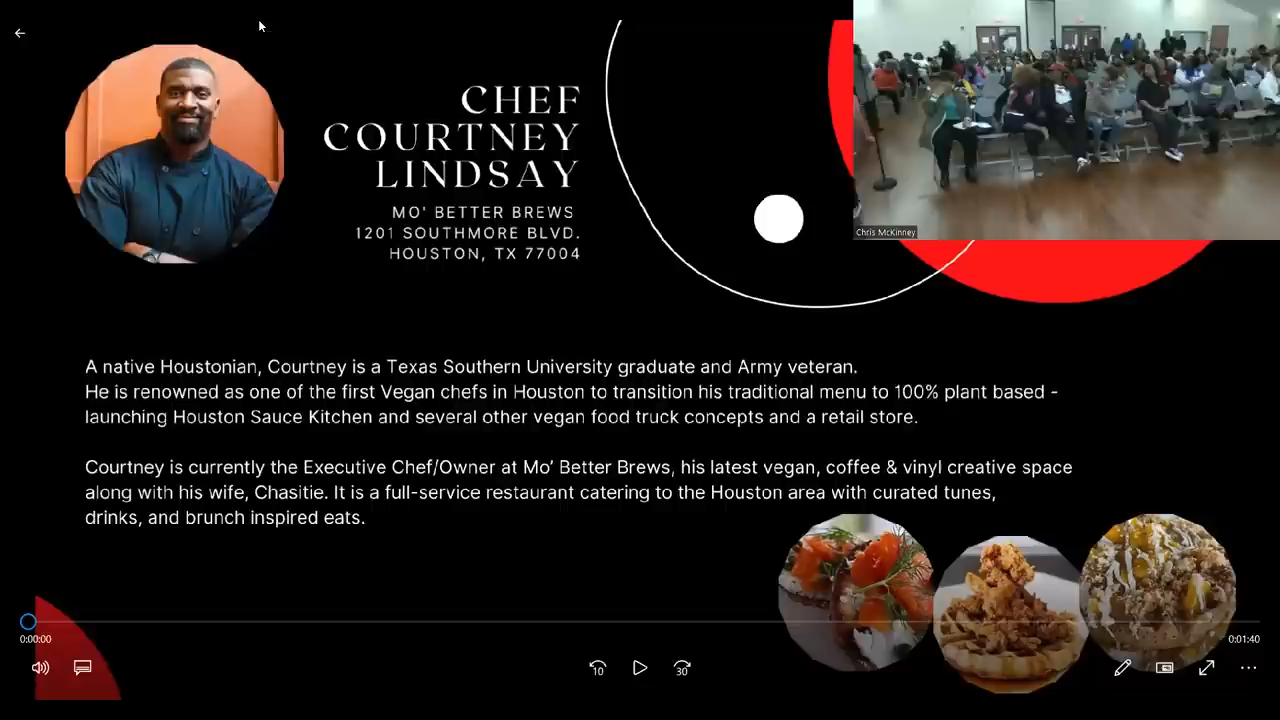 CHEF
COURTNEY
LINDSAY
MO' BETTER BREWS
1201 SOUTHMORE BLVD.
HOUSTON, TX 77004
Chris McKinney
A native Houstonian, Courtney is a Texas Southern University graduate and Army veteran.
He is renowned as one of the first Vegan chefs in Houston to transition his traditional menu to 100% plant based -
launching Houston Sauce Kitchen and several other vegan food truck concepts and a retail store.
Courtney is currently the Executive Chef/Owner at Mo’ Better Brews, his latest vegan, coffee & vinyl creative space
along with his wife, Chasitie. It is a full-service restaurant catering to the Houston area with curated tunes,
drinks, and brunch inspired eats.
0:00:00
0:01:40
10
30